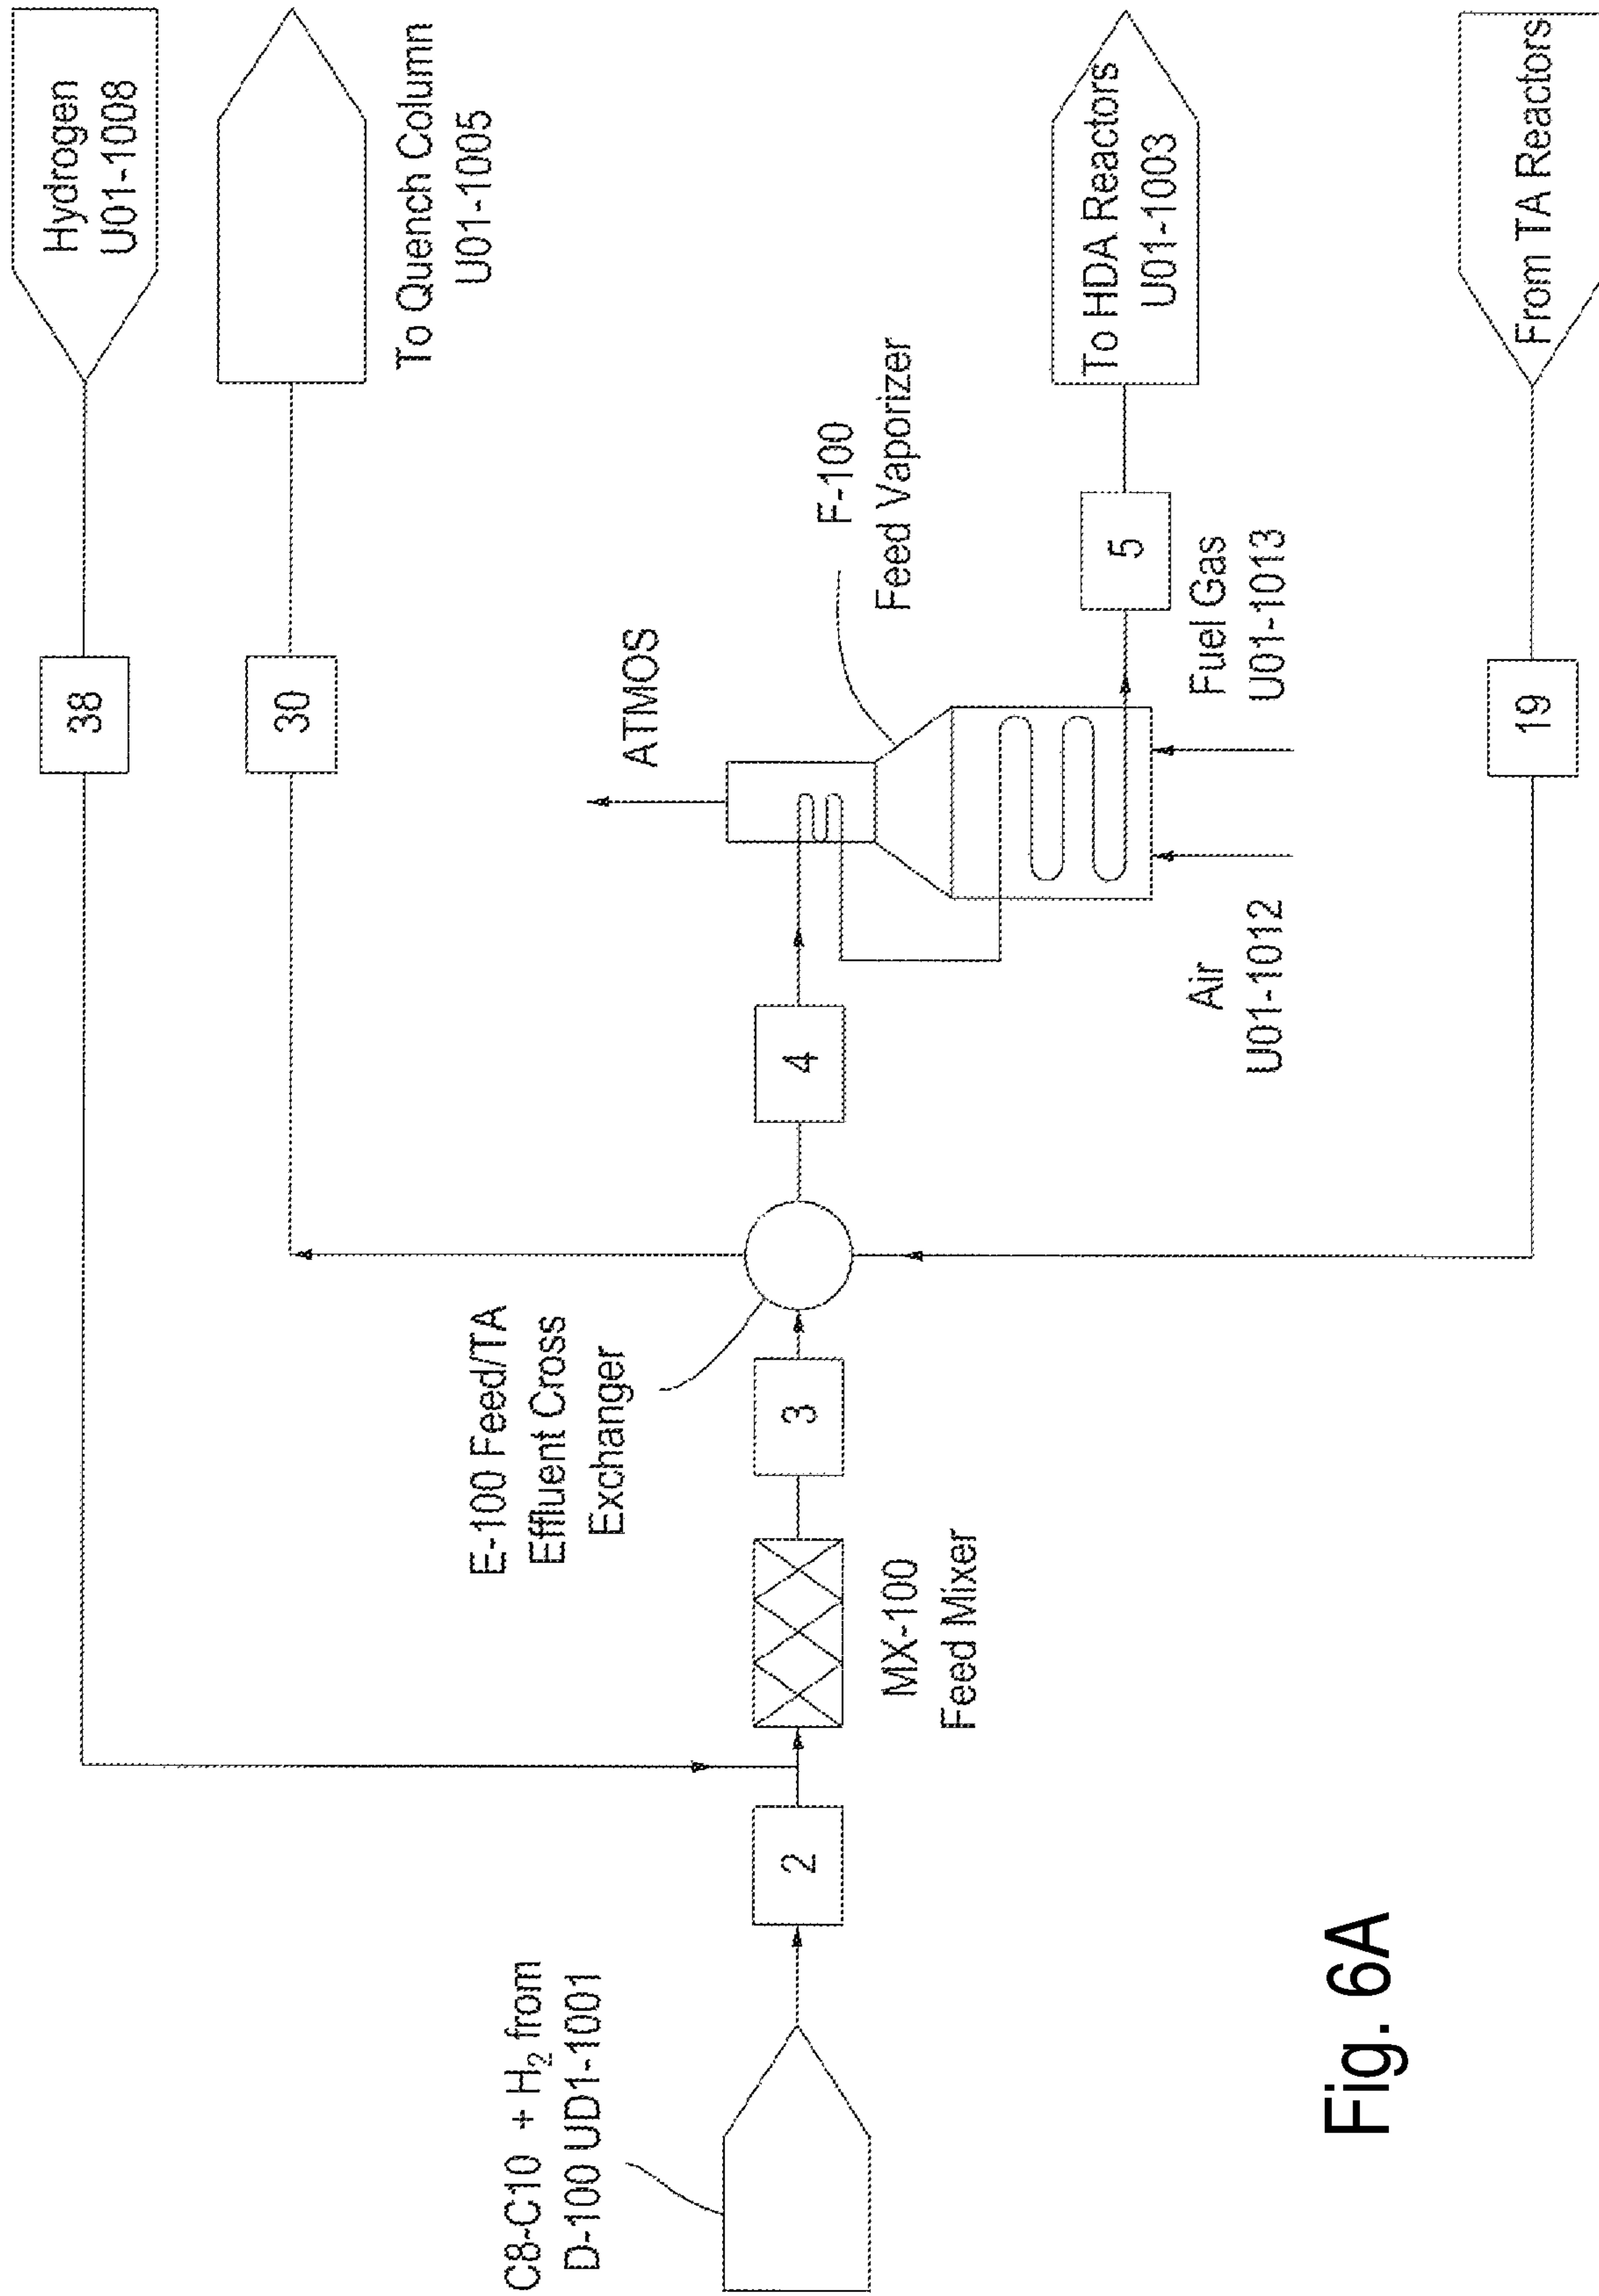 Hydrogen
U01-1008
38
To Quench Column
U01-1005
30
C8-C10 + H₂ from
D-100 UD1-1001
2
MX-100
Feed Mixer
3
E-100 Feed/TA
Effluent Cross
Exchanger
4
ATMOS
F-100
Feed Vaporizer
Air
U01-1012
Fuel Gas
U01-1013
5
To HDA Reactors
U01-1003
19
From TA Reactors
Fig. 6A